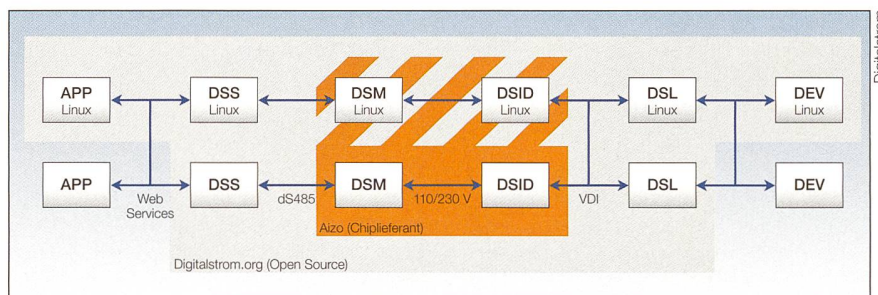 Digitalstrom
APP
Linux
DSS
Linux
DSM
Linux
DSID
Linux
DSL
Linux
DEV
Linux
APP
DSS
DSM
DSID
DSL
DEV
Web
Services
dS485
110/230 V
VDI
Aizo (Chiplieferant)
Digitalstrom.org (Open Source)